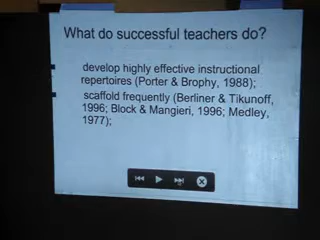 What do successful teachers do?
develop highly effective instructional
repertoires (Porter & Brophy, 1988);
scaffold frequently (Berliner & Tikunoff,
1996; Block & Mangieri, 1996; Medley,
1977);